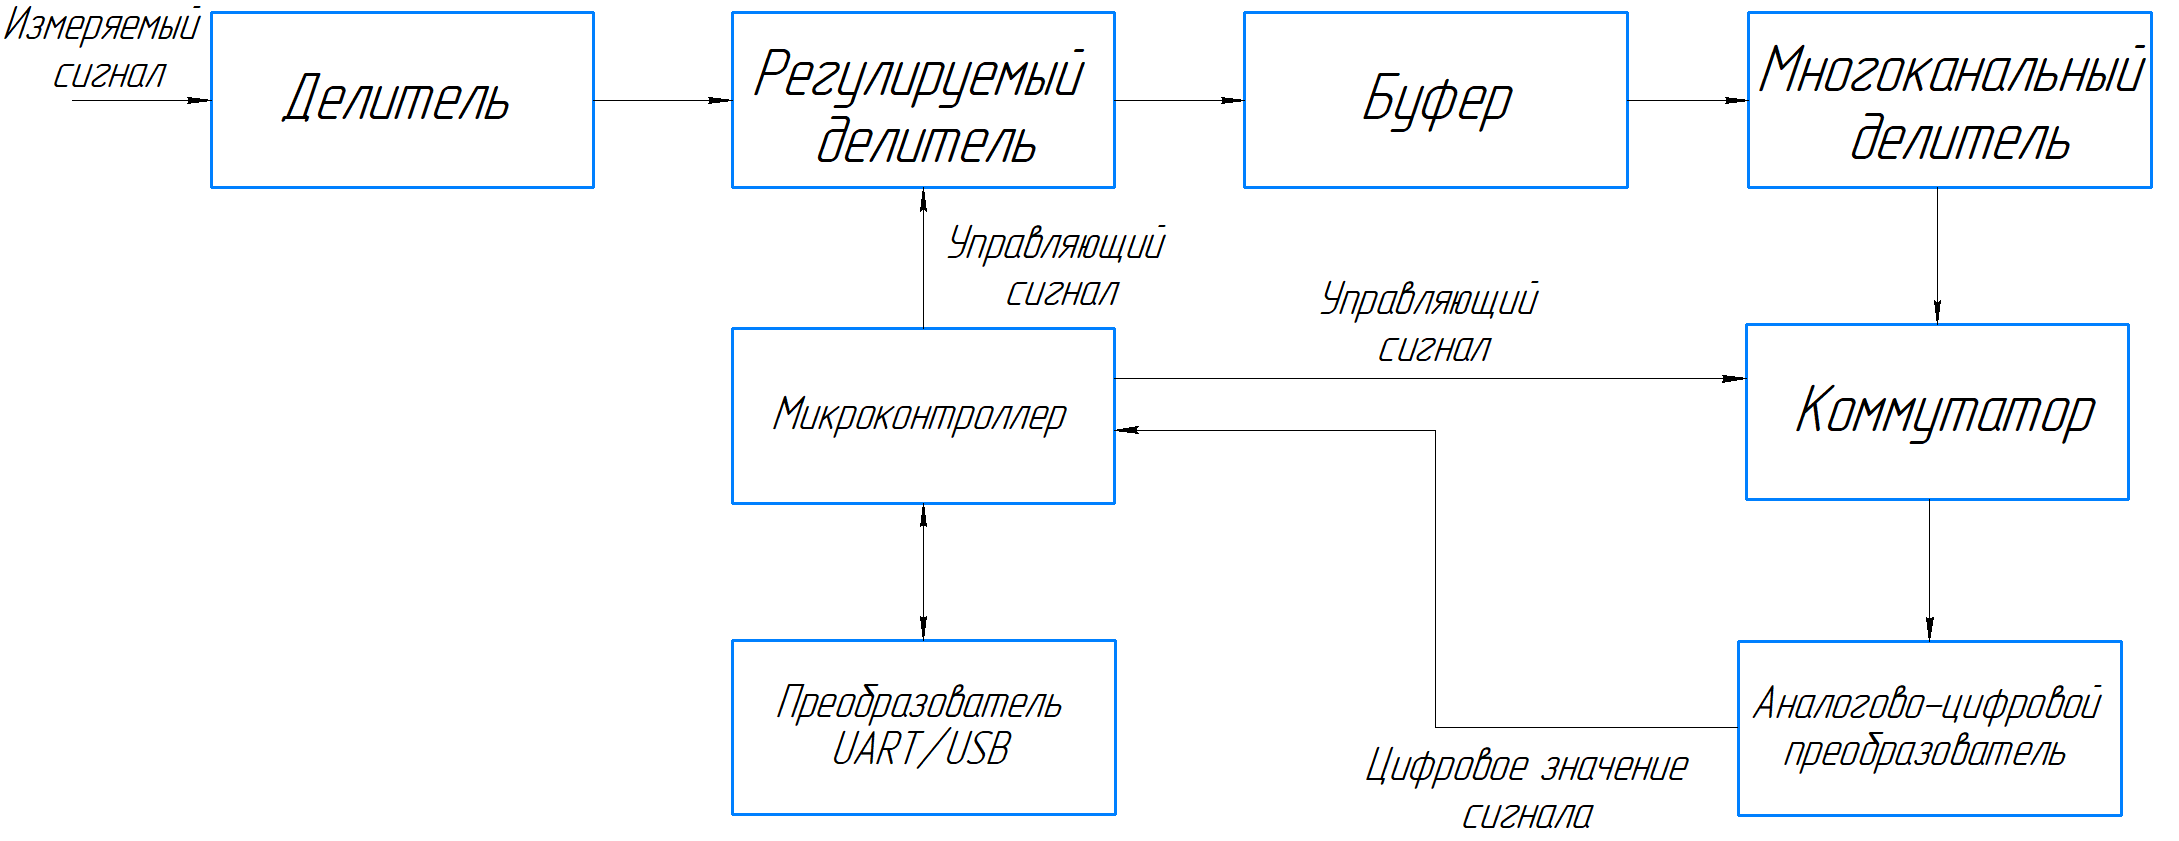 Измеряемый
сигнал
Делитель
Регулируемый
делитель
Буфер
Многоканальный
делитель
Управляющий
сигнал
Управляющий
сигнал
Микроконтроллер
Коммутатор
Преобразователь
UART/USB
Аналогово-цифровой
преобразователь
Цифровое значение
сигнала